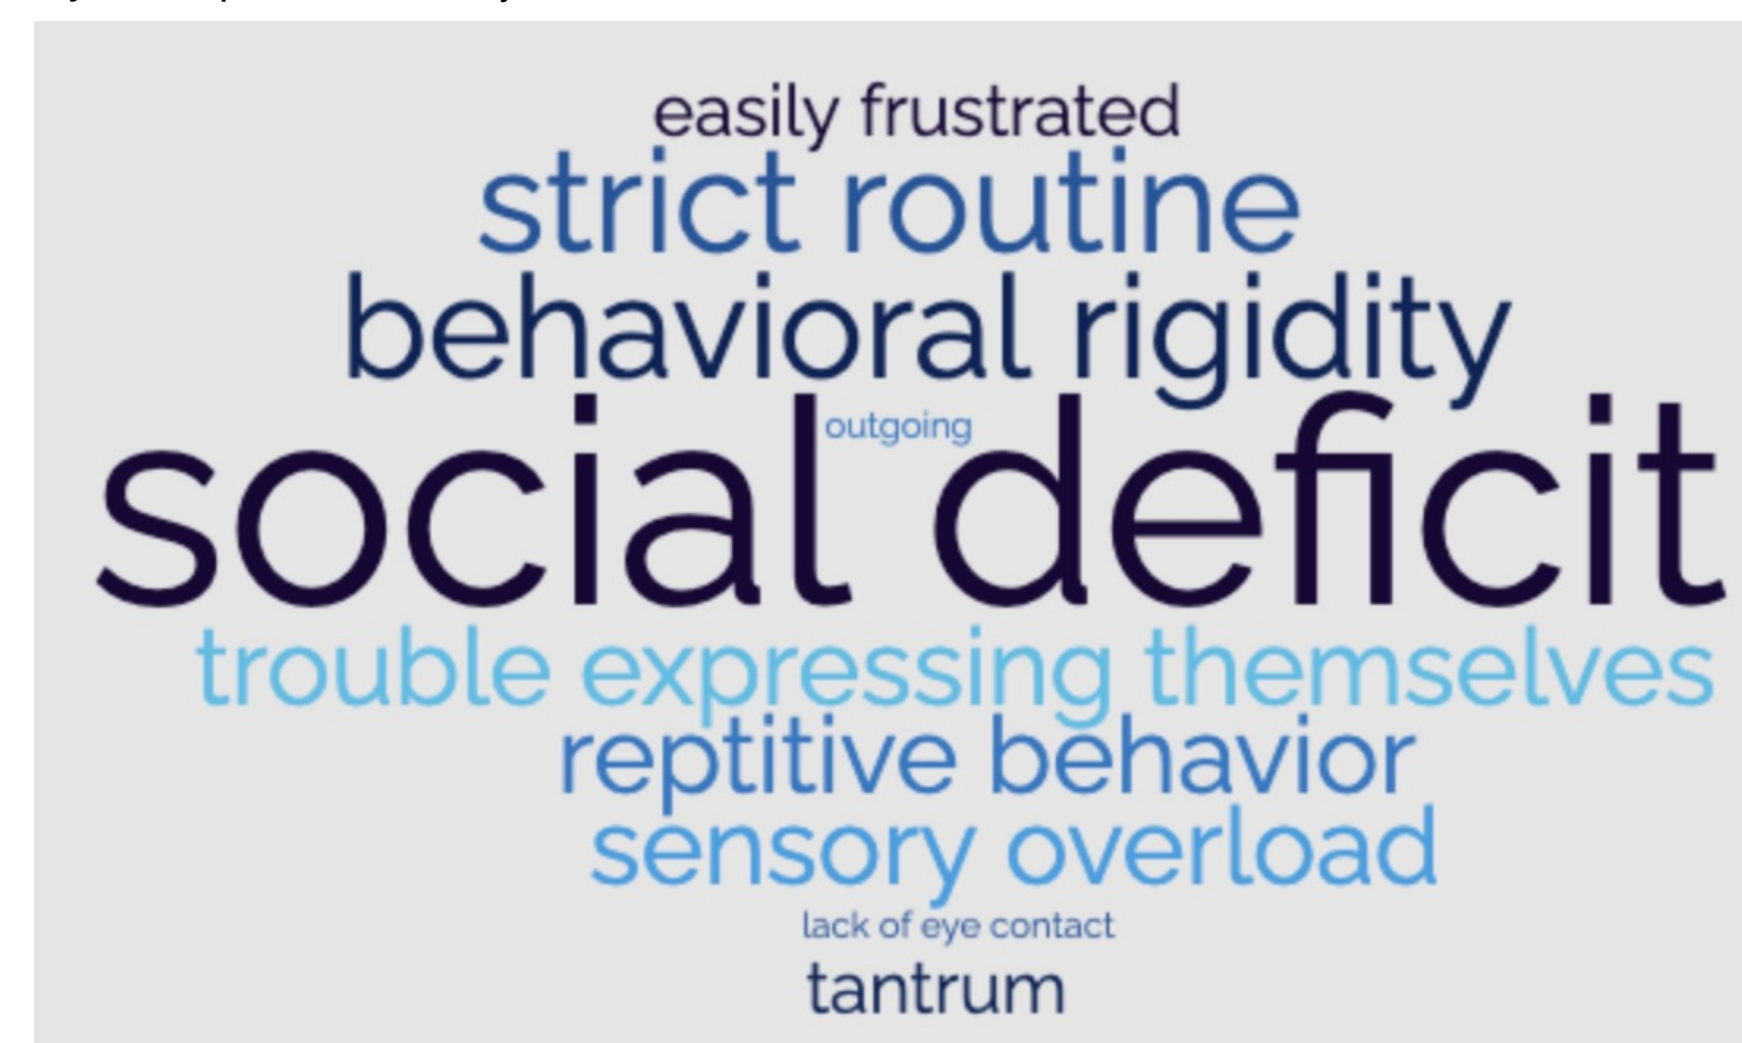 easily frustrated
strict routine
behavioral rigidity
outgoing
social deficit
trouble expressing themselves
reptitive behavior
sensory overload
lack of eye contact
tantrum